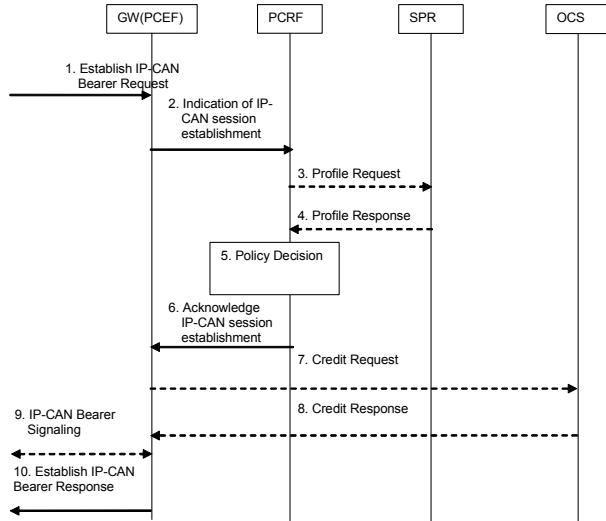 GW(PCEF)
PCRF
SPR
OCS
1. Establish IP-CAN
Bearer Request
2. Indication of IP-
CAN session
establishment
3. Profile Request
4. Profile Response
5. Policy Decision
6. Acknowledge
IP-CAN session
establishment
7. Credit Request
8. Credit Response
9. IP-CAN Bearer
Signaling
10. Establish IP-CAN
Bearer Response